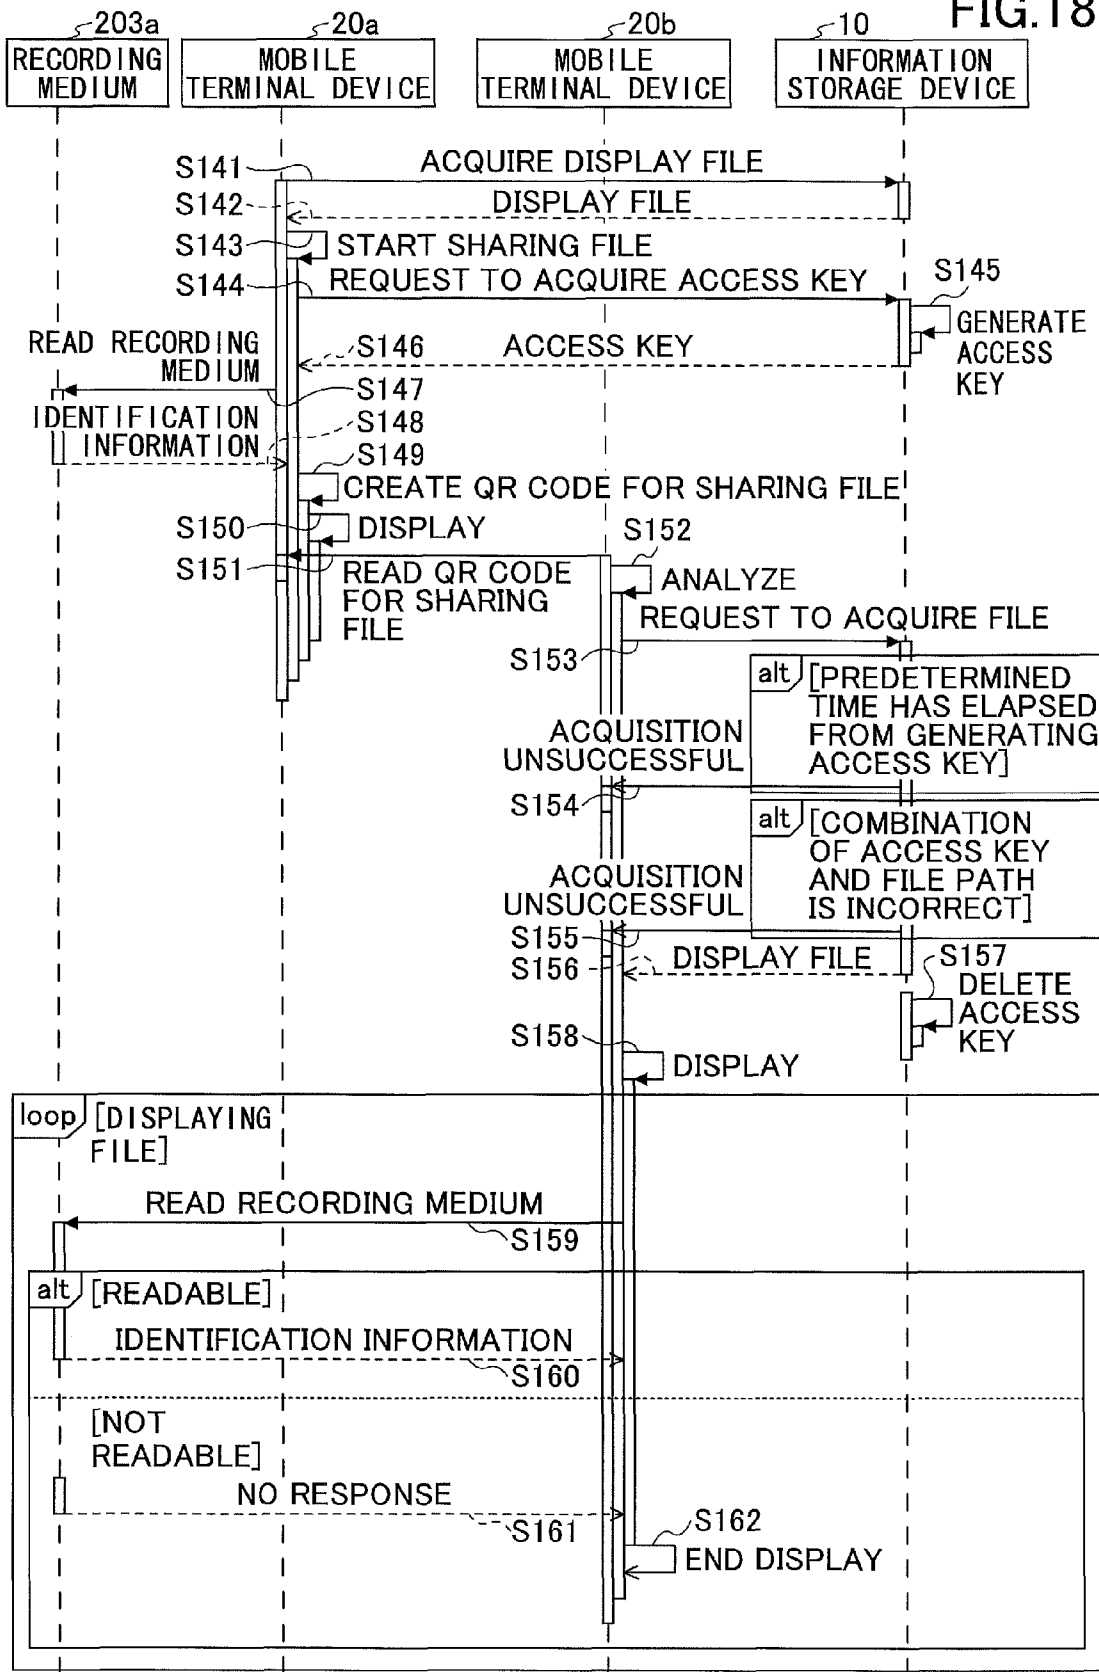 FIG.18
203a
20a
20b
10
RECORDING
MEDIUM
MOBILE
TERMINAL DEVICE
MOBILE
TERMINAL DEVICE
INFORMATION
STORAGE DEVICE
S141
ACQUIRE DISPLAY FILE
S142
DISPLAY FILE
S143
START SHARING FILE
S144
REQUEST TO ACQUIRE ACCESS KEY
S145
GENERATE
ACCESS
KEY
READ RECORDING
MEDIUM
S146
ACCESS KEY
S147
IDENTIFICATION
INFORMATION
S148
S149
CREATE QR CODE FOR SHARING FILE
S150
DISPLAY
S151
READ QR CODE
FOR SHARING
FILE
S152
ANALYZE
REQUEST TO ACQUIRE FILE
S153
alt
[PREDETERMINED
TIME HAS ELAPSED
FROM GENERATING
ACCESS KEY]
ACQUISITION
UNSUCCESSFUL
S154
alt
[COMBINATION
OF ACCESS KEY
AND FILE PATH
IS INCORRECT]
ACQUISITION
UNSUCCESSFUL
S155
S156
DISPLAY FILE
S157
DELETE
ACCESS
KEY
S158
DISPLAY
loop
[DISPLAYING
FILE]
READ RECORDING MEDIUM
S159
alt
[READABLE]
IDENTIFICATION INFORMATION
S160
[NOT
READABLE]
NO RESPONSE
S161
S162
END DISPLAY